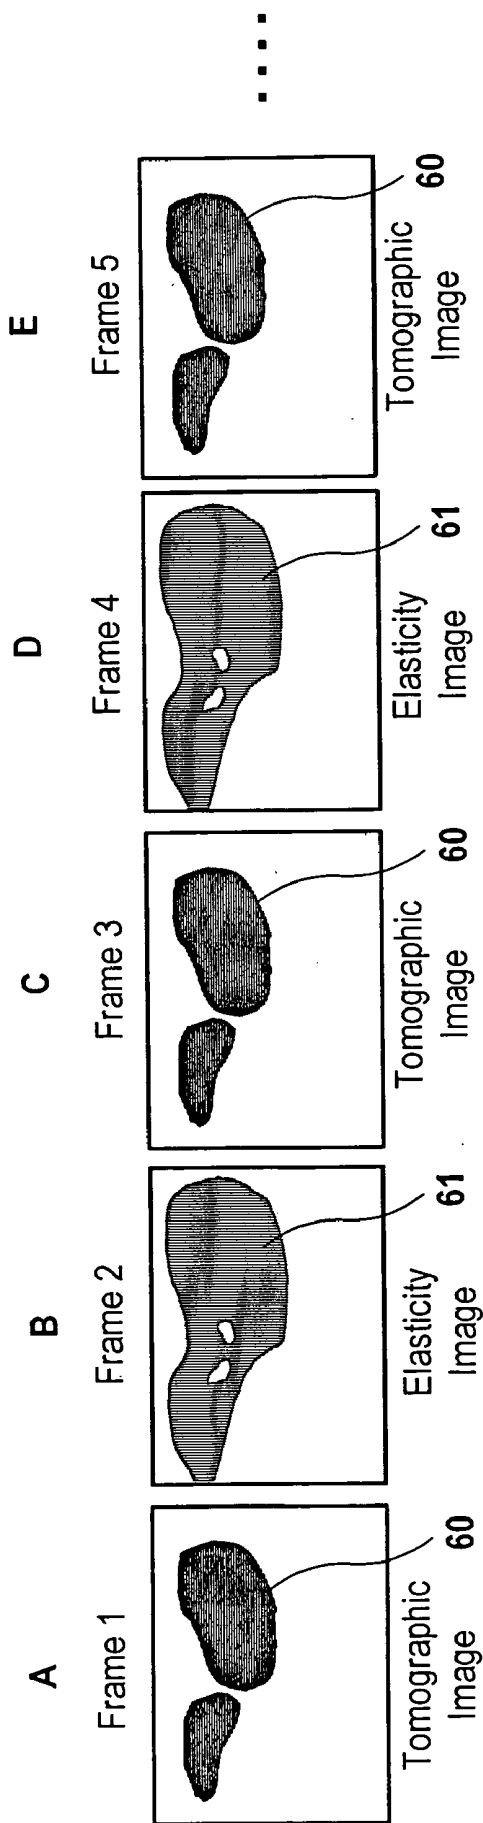 A
Frame 1
60
Tomographic
Image
B
Frame 2
61
Elasticity
Image
C
Frame 3
60
Tomographic
Image
D
Frame 4
61
Elasticity
Image
E
Frame 5
60
Tomographic
Image